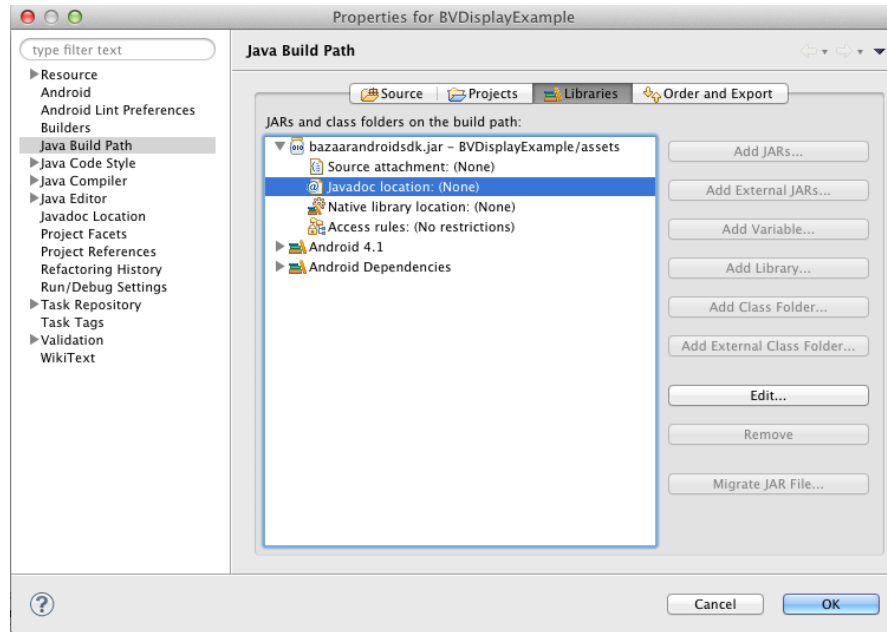 Properties for BVDisplayExample
type filter text
Resource
Android
Android Lint Preferences
Builders
Java Build Path
Java Code Style
Java Compiler
Java Editor
Javadoc Location
Project Facets
Project References
Refactoring History
Run/Debug Settings
Task Repository
Task Tags
Validation
WikiText
Java Build Path
Source
Projects
Libraries
Order and Export
JARs and class folders on the build path:
bazaarandroidsdk.jar – BVDisplayExample/assets
Source attachment: (None)
Javadoc location: (None)
Native library location: (None)
Access rules: (No restrictions)
Android 4.1
Android Dependencies
Add JARs...
Add External JARs...
Add Variable...
Add Library...
Add Class Folder...
Add External Class Folder...
Edit...
Remove
Migrate JAR File...
Cancel
OK